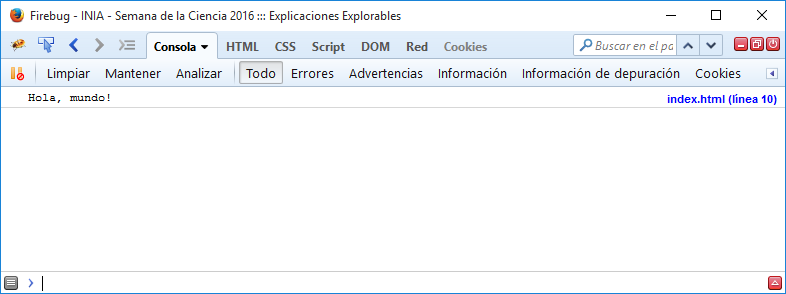 Firebug - INIA - Semana de la Ciencia 2016 ::: Explicaciones Explorables
Consola HTML CSS Script DOM Red Cookies Buscar en el pa
Limpiar Mantener Analizar Todo Errores Advertencias Información Información de depuración Cookies
Hola, mundo! index.html (línea 10)